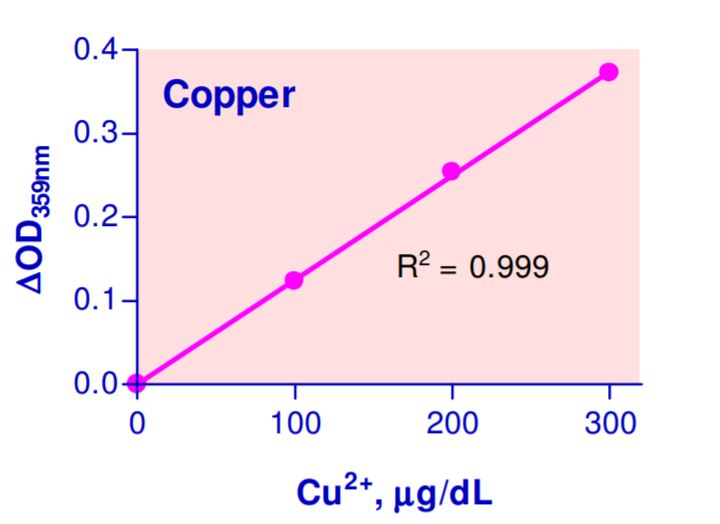 Copper
0.4
0.3
0.2
0.1
0.0
ΔOD₃₅₉nm
R² = 0.999
0 100 200 300
Cu²⁺, µg/dL